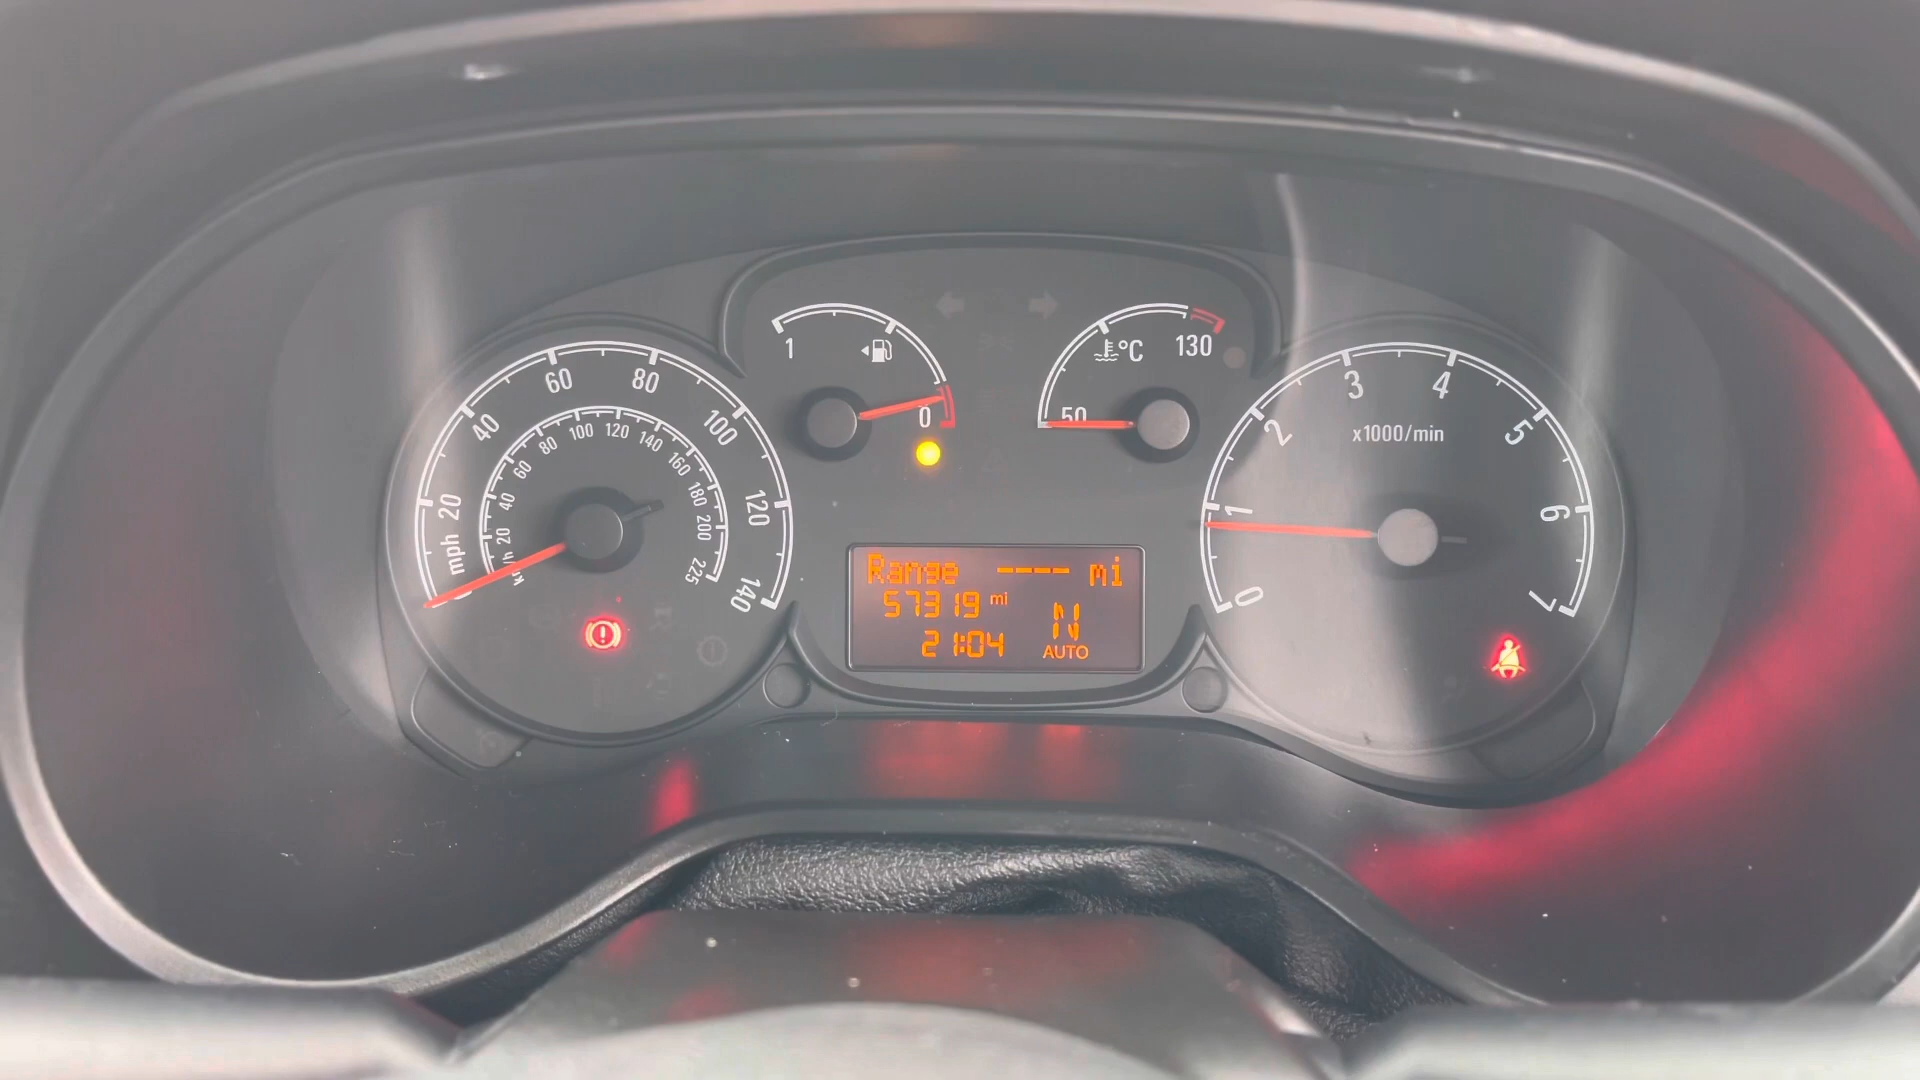 1
0
50
°C
130
mph 20 40 60 80 100 120 140
20 40 60 80 100 120 140 160 180 200 225
0 1 2 3 4 5 6 7
x1000/min
Range ---- mi
57319 mi
21:04
N
AUTO